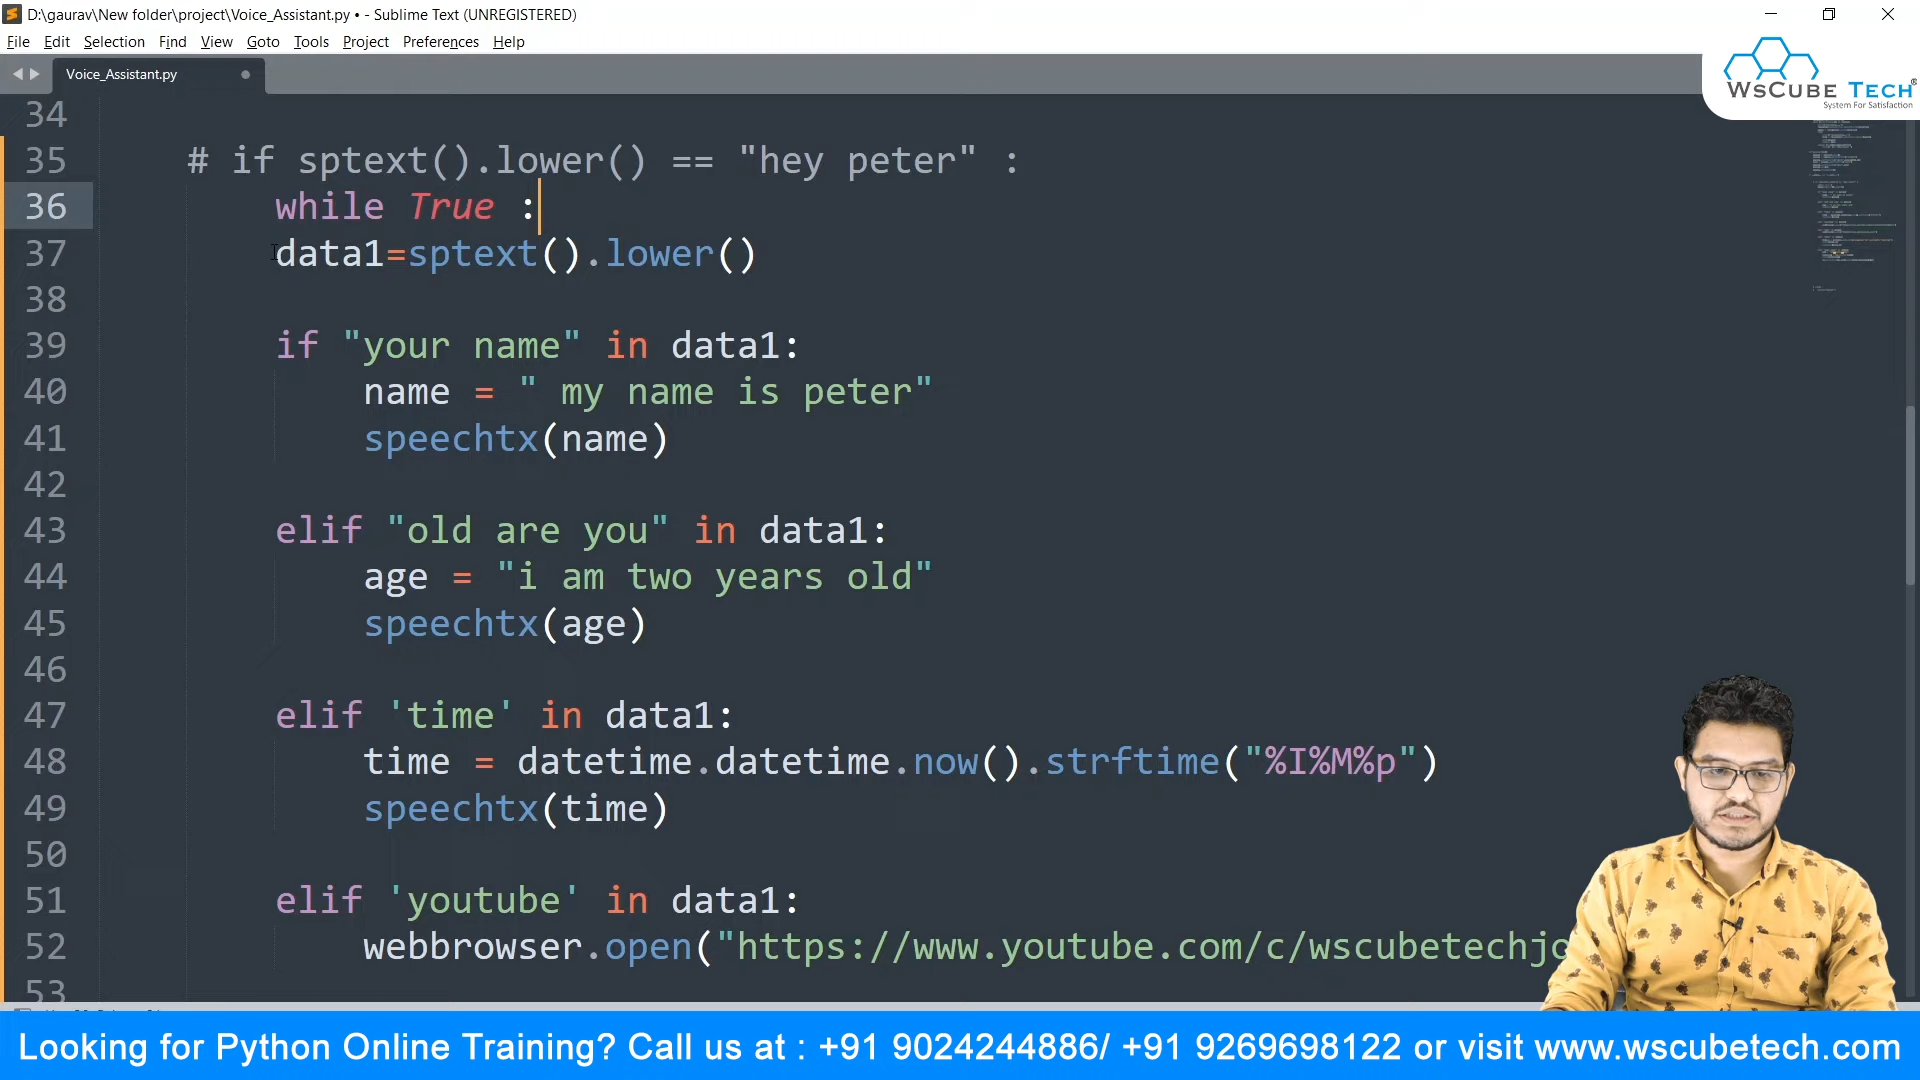 D:\gaurav\New folder\project\Voice_Assistant.py • - Sublime Text (UNREGISTERED)
File Edit Selection Find View Goto Tools Project Preferences Help
Voice_Assistant.py
WsCube Tech®
System For Satisfaction
34
35 # if sptext().lower() == "hey peter" :
36 while True :
37 data1=sptext().lower()
38
39 if "your name" in data1:
40 name = " my name is peter"
41 speechtx(name)
42
43 elif "old are you" in data1:
44 age = "i am two years old"
45 speechtx(age)
46
47 elif 'time' in data1:
48 time = datetime.datetime.now().strftime("%I%M%p")
49 speechtx(time)
50
51 elif 'youtube' in data1:
52 webbrowser.open("https://www.youtube.com/c/wscubetechjo
53
Looking for Python Online Training? Call us at : +91 9024244886/ +91 9269698122 or visit www.wscubetech.com